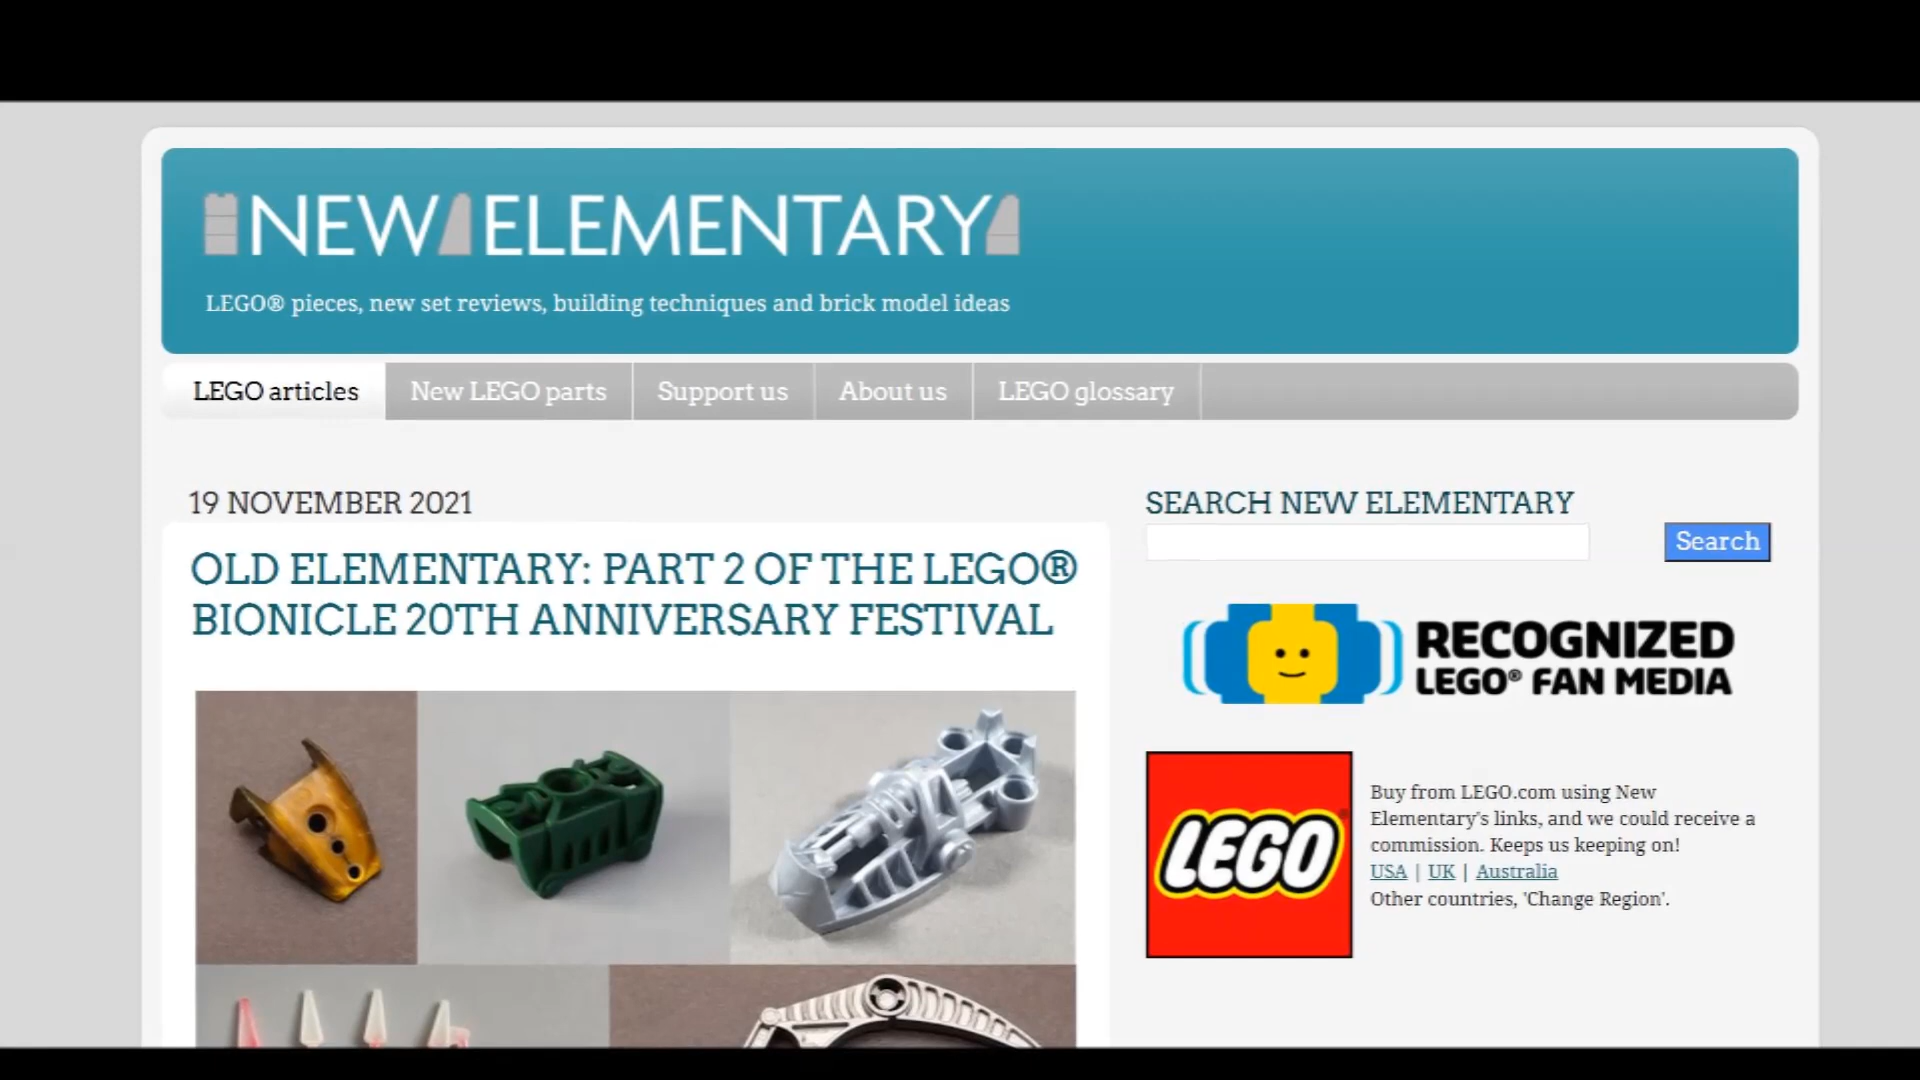 NEW ELEMENTARY
LEGO® pieces, new set reviews, building techniques and brick model ideas
LEGO articles
New LEGO parts
Support us
About us
LEGO glossary
19 NOVEMBER 2021
OLD ELEMENTARY: PART 2 OF THE LEGO®
BIONICLE 20TH ANNIVERSARY FESTIVAL
SEARCH NEW ELEMENTARY
Search
RECOGNIZED
LEGO® FAN MEDIA
LEGO
Buy from LEGO.com using New
Elementary's links, and we could receive a
commission. Keeps us keeping on!
USA | UK | Australia
Other countries, 'Change Region'.